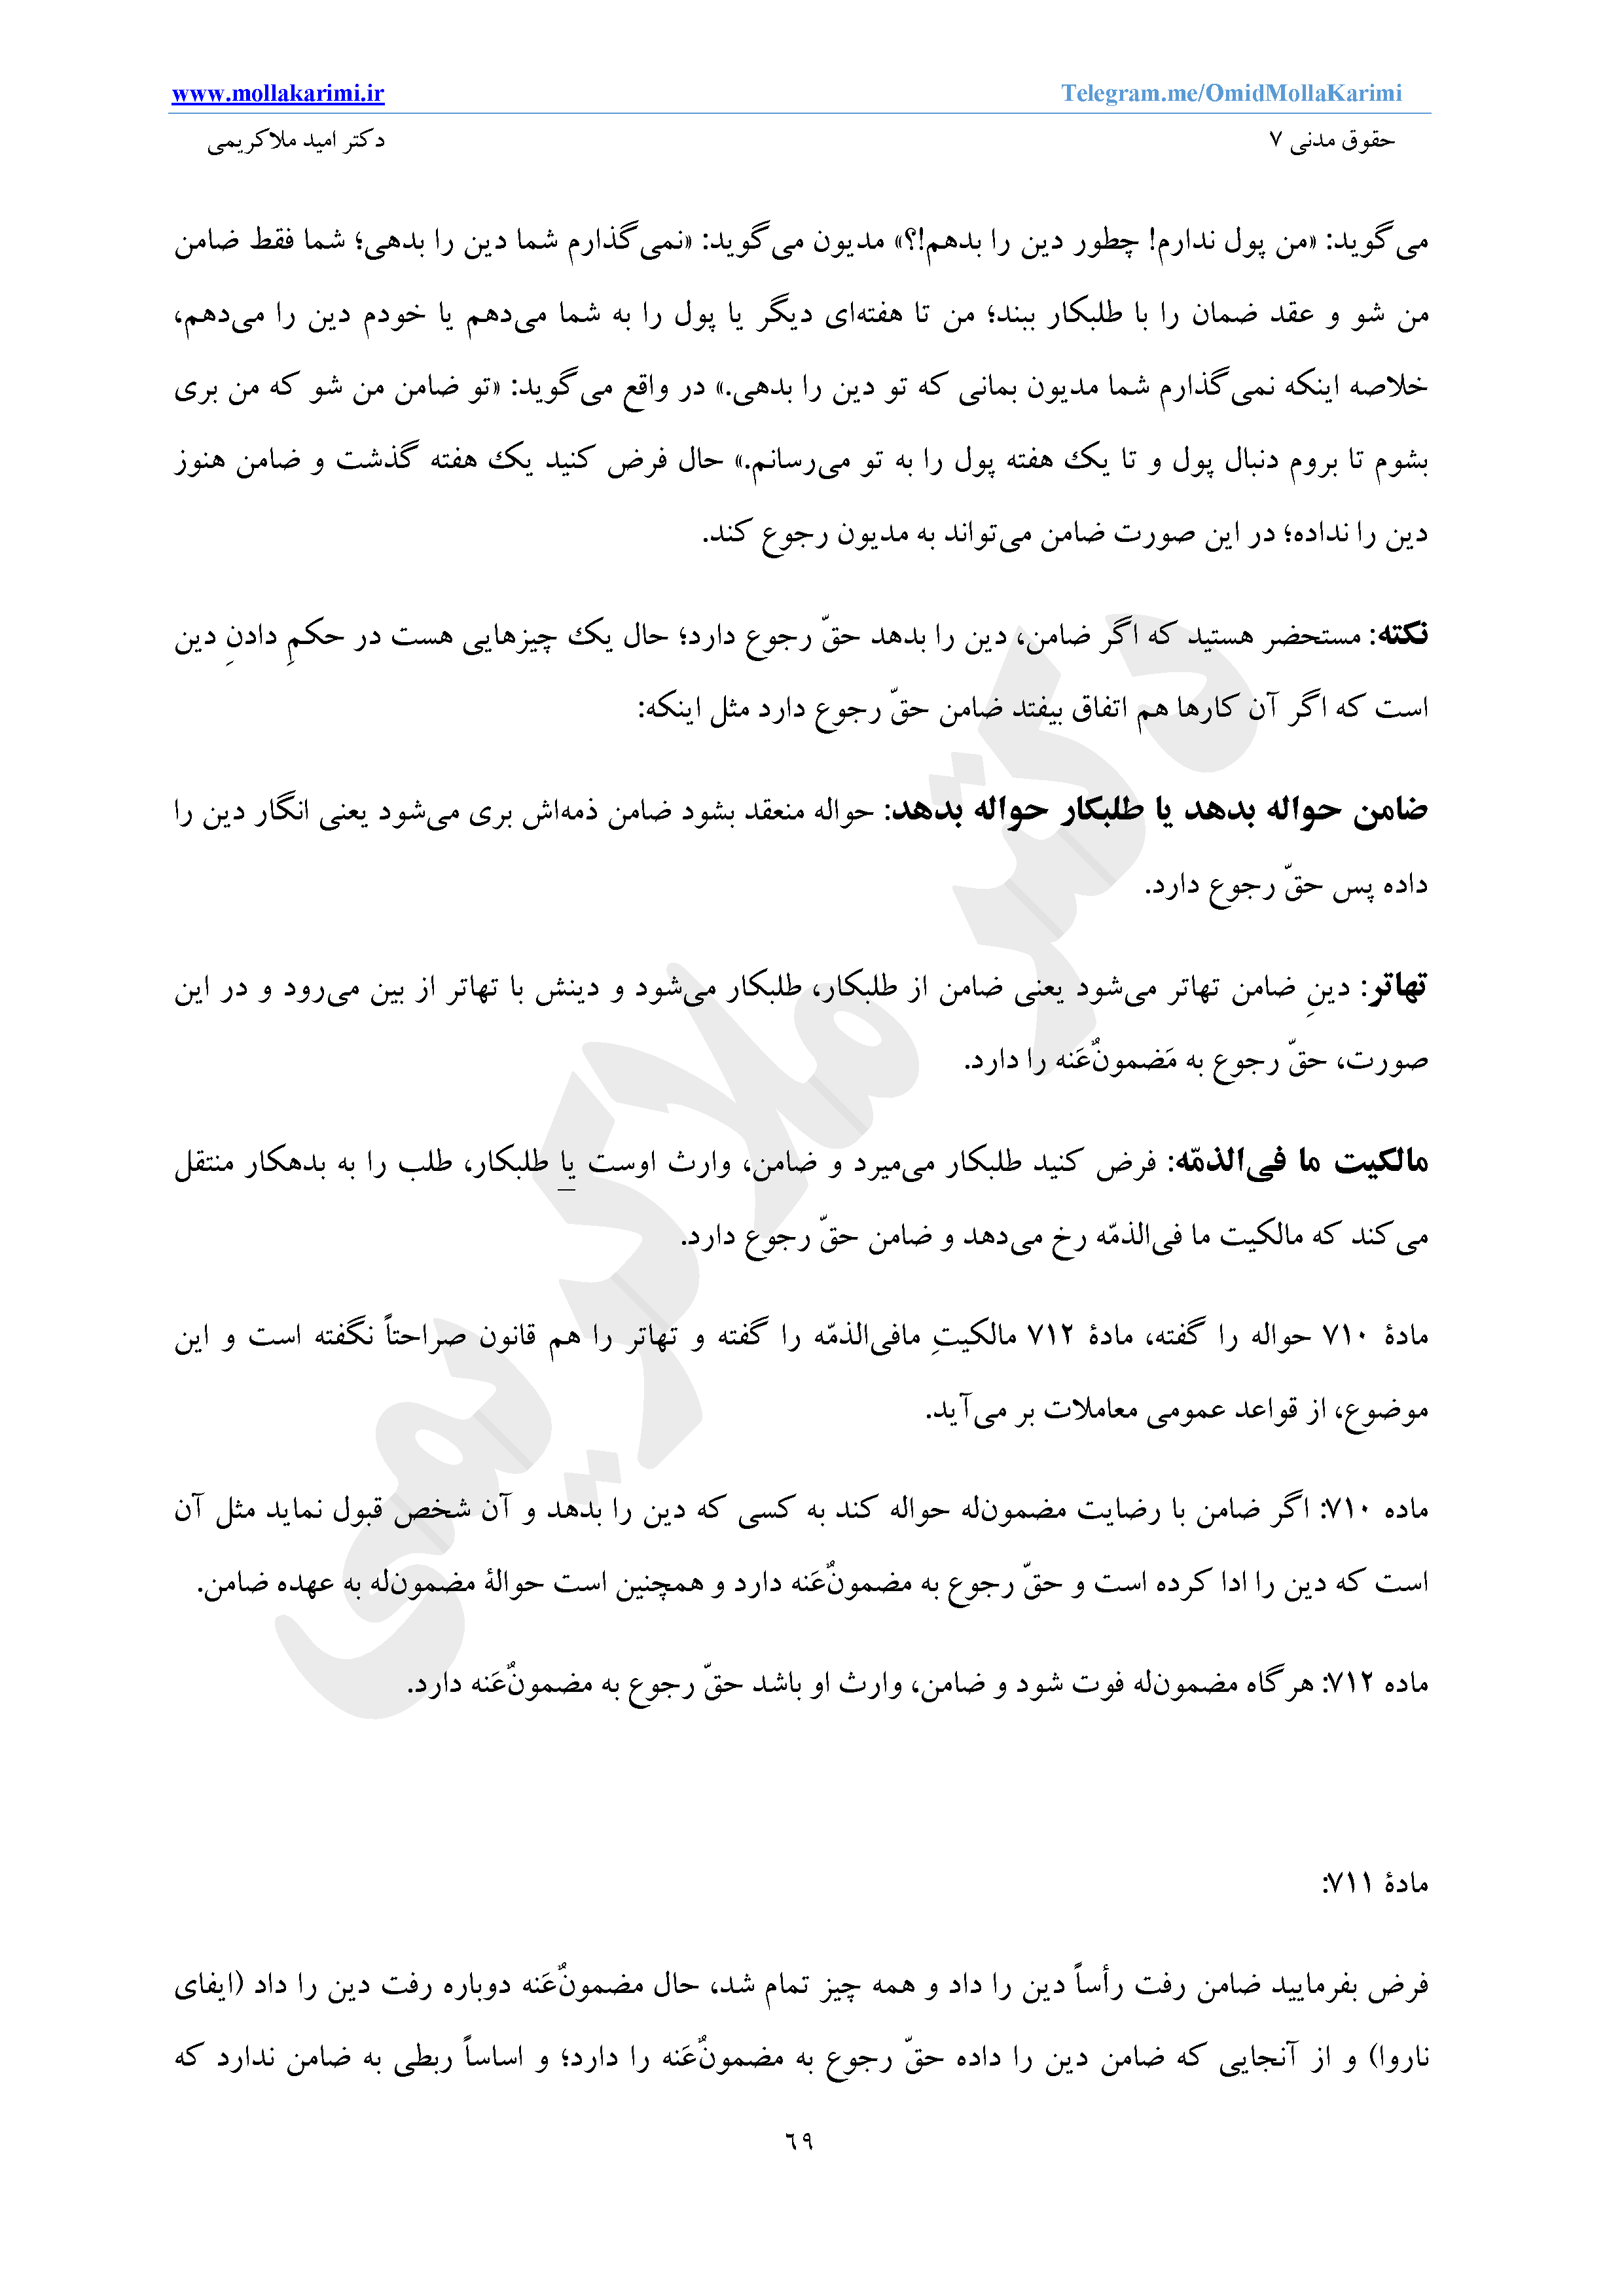 www.mollakarimi.ir Telegram.me/OmidMollaKarimi
حقوق مدنی ۷ دکتر امید ملاکریمی
می‌گوید: «من پول ندارم! چطور دین را بدهم!؟» مدیون می‌گوید: «نمی‌گذارم شما دین را بدهی؛ شما فقط ضامن
من شو و عقد ضمان را با طلبکار ببند؛ من تا هفته‌ای دیگر یا پول را به شما می‌دهم یا خودم دین را می‌دهم،
خلاصه اینکه نمی‌گذارم شما مدیون بمانی که تو دین را بدهی.» در واقع می‌گوید: «تو ضامن من شو که من بری
بشوم تا بروم دنبال پول و تا یک هفته پول را به تو می‌رسانم.» حال فرض کنید یک هفته گذشت و ضامن هنوز
دین را نداده؛ در این صورت ضامن می‌تواند به مدیون رجوع کند.
نکته: مستحضر هستید که اگر ضامن، دین را بدهد حقّ رجوع دارد؛ حال یک چیزهایی هست در حکمِ دادنِ دین
است که اگر آن کارها هم اتفاق بیفتد ضامن حقّ رجوع دارد مثل اینکه:
ضامن حواله بدهد یا طلبکار حواله بدهد: حواله منعقد بشود ضامن ذمه‌اش بری می‌شود یعنی انگار دین را
داده پس حقّ رجوع دارد.
تهاتر: دینِ ضامن تهاتر می‌شود یعنی ضامن از طلبکار، طلبکار می‌شود و دینش با تهاتر از بین می‌رود و در این
صورت، حقّ رجوع به مَضمونٌ‌عَنه را دارد.
مالکیت ما فی‌الذمّه: فرض کنید طلبکار می‌میرد و ضامن، وارث اوست یا طلبکار، طلب را به بدهکار منتقل
می‌کند که مالکیت ما فی‌الذمّه رخ می‌دهد و ضامن حقّ رجوع دارد.
مادهٔ ۷۱۰ حواله را گفته، مادهٔ ۷۱۲ مالکیتِ مافی‌الذمّه را گفته و تهاتر را هم قانون صراحتاً نگفته است و این
موضوع، از قواعد عمومی معاملات بر می‌آید.
ماده ۷۱۰: اگر ضامن با رضایت مضمون‌له حواله کند به کسی که دین را بدهد و آن شخص قبول نماید مثل آن
است که دین را ادا کرده است و حقّ رجوع به مضمونٌ‌عَنه دارد و همچنین است حوالهٔ مضمون‌له به عهده ضامن.
ماده ۷۱۲: هرگاه مضمون‌له فوت شود و ضامن، وارث او باشد حقّ رجوع به مضمونٌ‌عَنه دارد.
مادهٔ ۷۱۱:
فرض بفرمایید ضامن رفت رأساً دین را داد و همه چیز تمام شد، حال مضمونٌ‌عَنه دوباره رفت دین را داد (ایفای
ناروا) و از آنجایی که ضامن دین را داده حقّ رجوع به مضمونٌ‌عَنه را دارد؛ و اساساً ربطی به ضامن ندارد که
۶۹
دکتر ملاکریمی